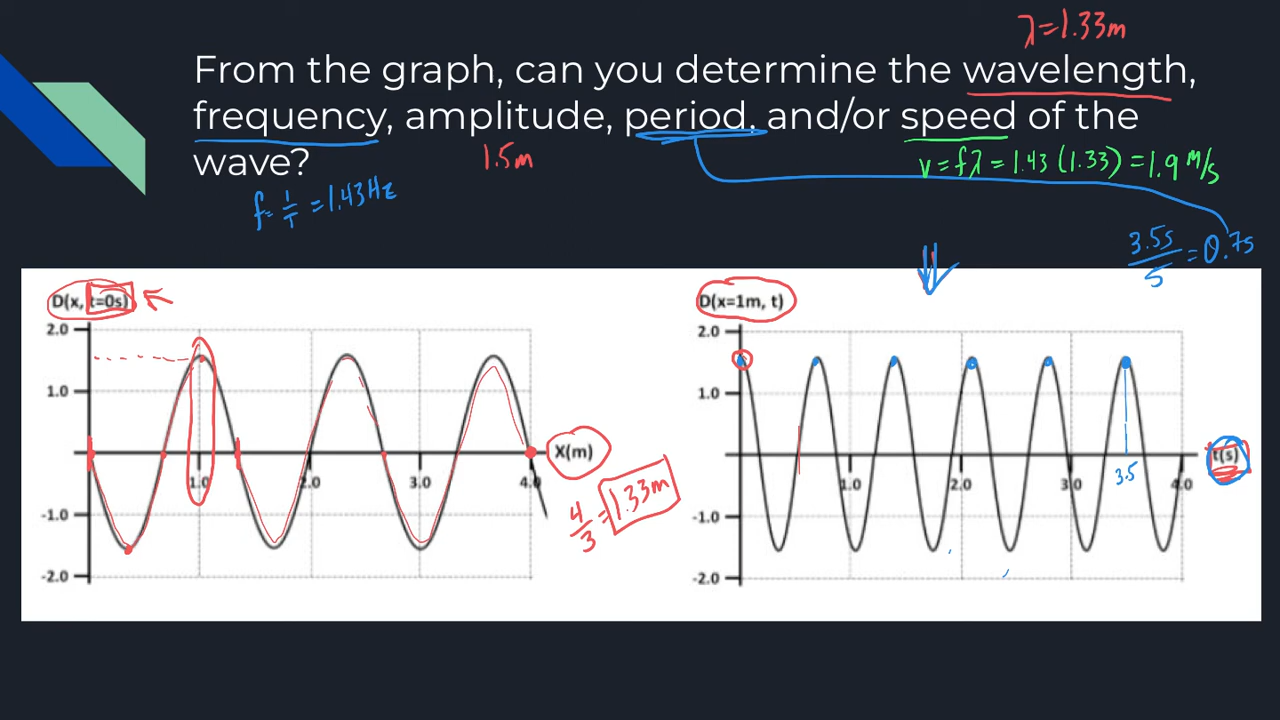 λ=1.33m
From the graph, can you determine the wavelength,
frequency, amplitude, period, and/or speed of the
wave?
1.5m
v=fλ=1.43(1.33)=1.9 m/s
f=1/T=1.43Hz
3.5s/5=0.7s
D(x, t=0s)
2.0
1.0
-1.0
-2.0
1.0 2.0 3.0 4.0
X(m)
4/3=1.33m
D(x=1m, t)
2.0
1.0
-1.0
-2.0
1.0 2.0 3.0 4.0
3.5
t(s)